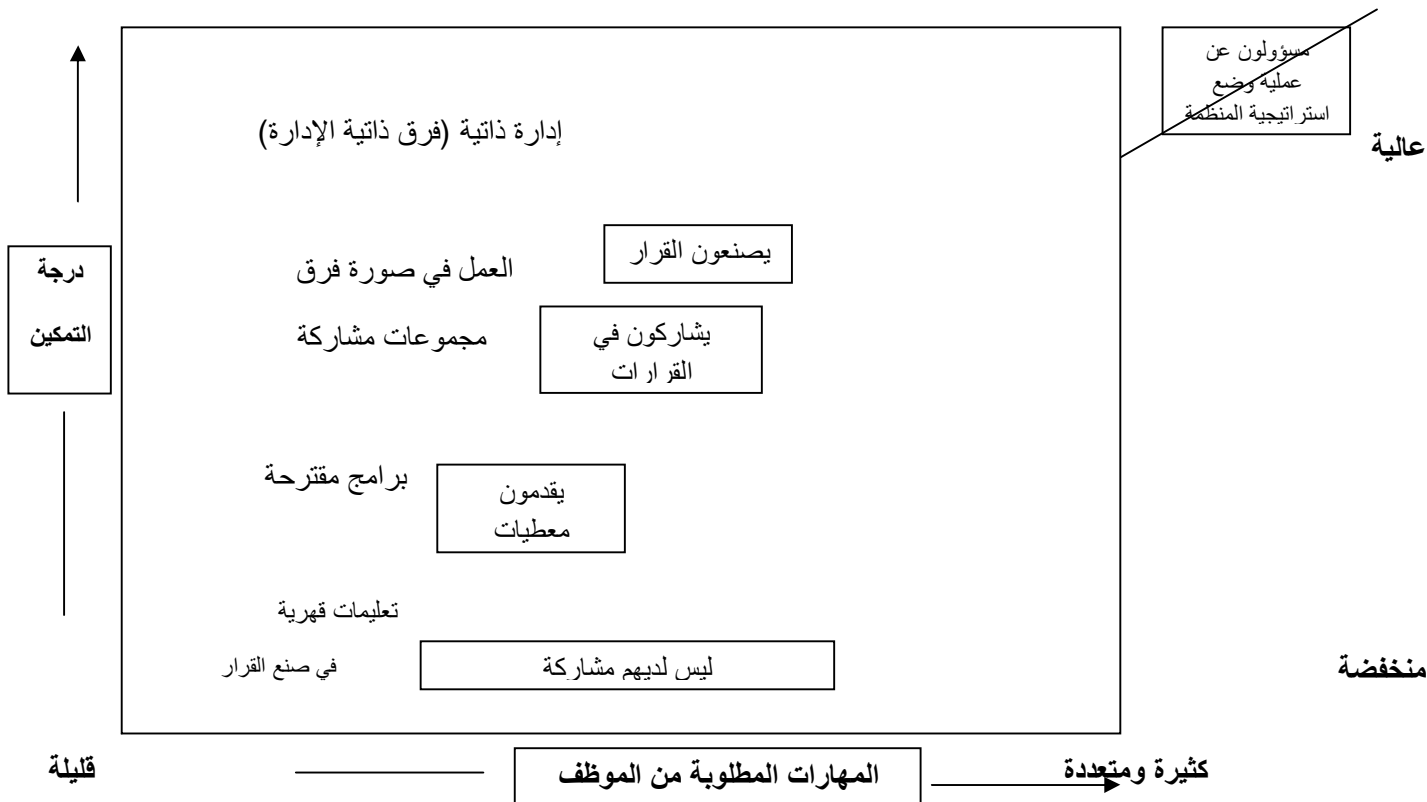 مسؤولون عن
عملية وضع
استراتيجية المنظمة
عالية
إدارة ذاتية (فرق ذاتية الإدارة)
يصنعون القرار
العمل في صورة فرق
درجة
التمكين
يشاركون في
القرارات
مجموعات مشاركة
برامج مقترحة
يقدمون
معطيات
تعليمات قهرية
ليس لديهم مشاركة
في صنع القرار
منخفضة
كثيرة ومتعددة
المهارات المطلوبة من الموظف
قليلة